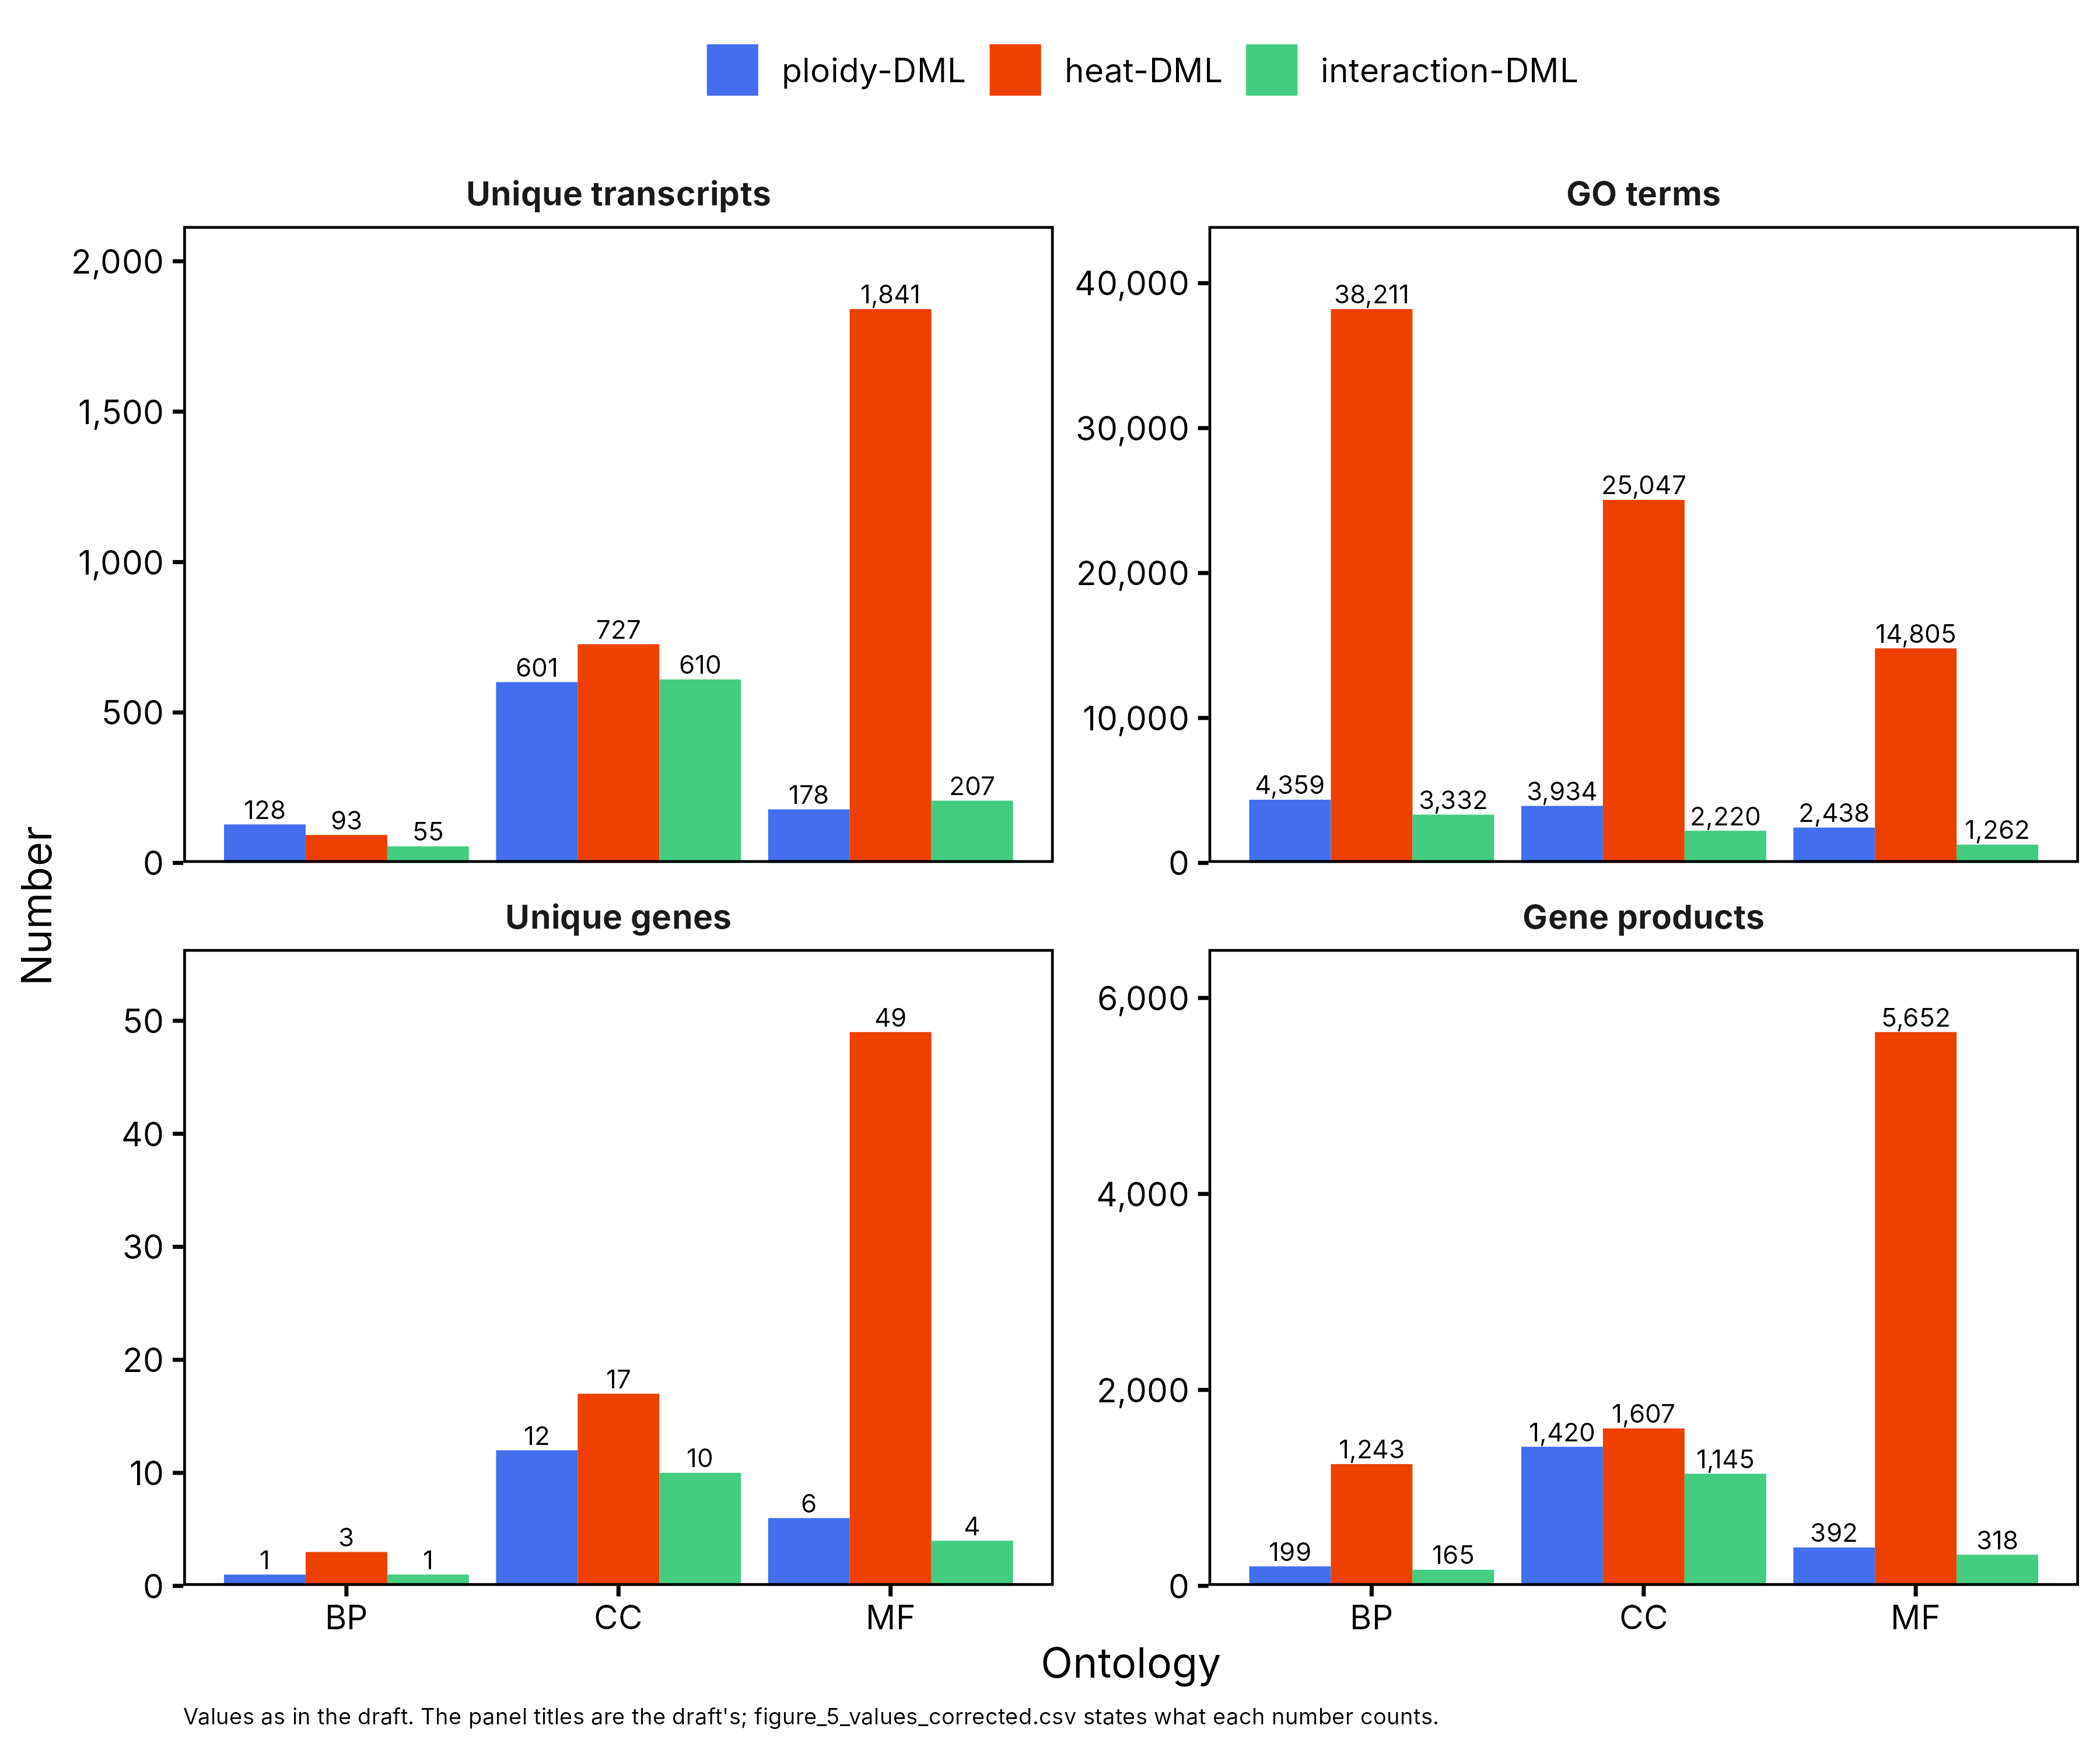 ploidy-DML heat-DML interaction-DML
Unique transcripts
2,000
1,500
1,000
500
0
128 93 55
601 727 610
178 1,841 207
GO terms
40,000
30,000
20,000
10,000
0
4,359 38,211 3,332
3,934 25,047 2,220
2,438 14,805 1,262
Number
Unique genes
50
40
30
20
10
0
1 3 1
12 17 10
6 49 4
BP CC MF
Gene products
6,000
4,000
2,000
0
199 1,243 165
1,420 1,607 1,145
392 5,652 318
BP CC MF
Ontology
Values as in the draft. The panel titles are the draft's; figure_5_values_corrected.csv states what each number counts.